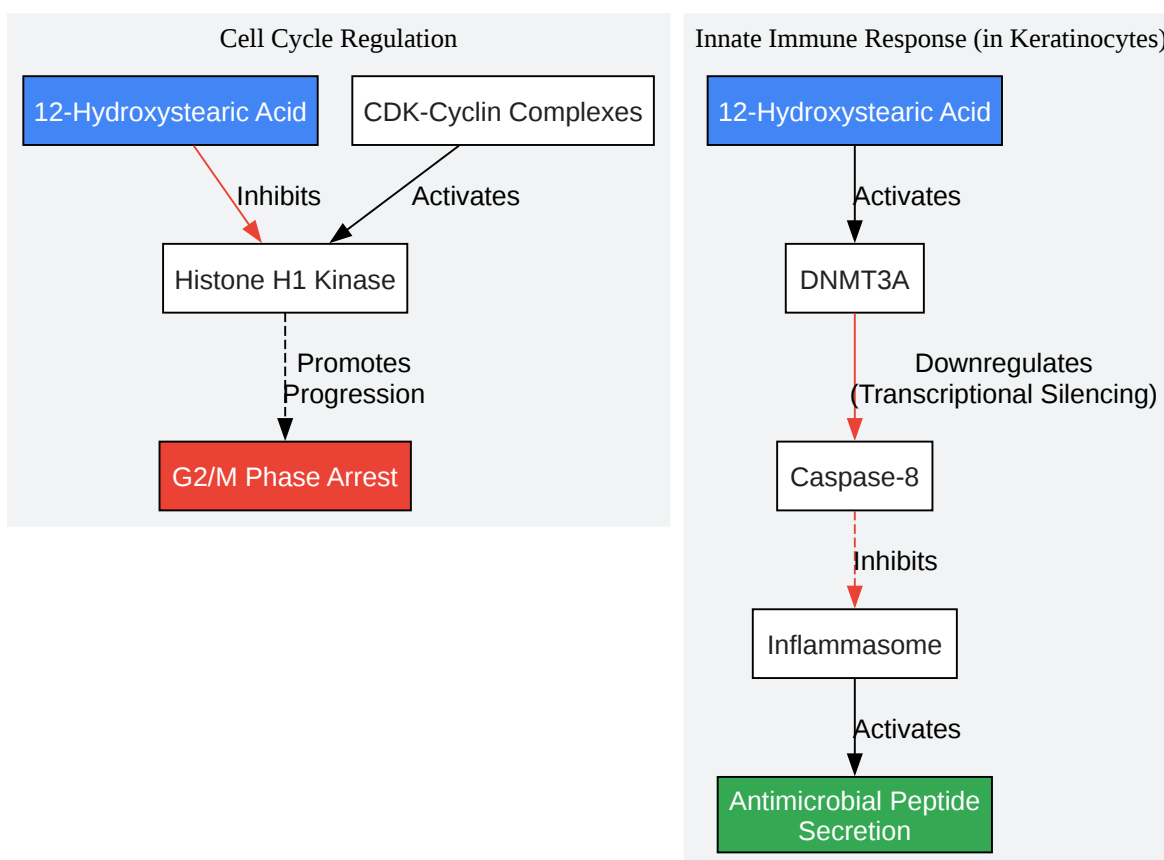 Cell Cycle Regulation
12-Hydroxystearic Acid
CDK-Cyclin Complexes
Inhibits
Activates
Histone H1 Kinase
Promotes
Progression
G2/M Phase Arrest
Innate Immune Response (in Keratinocytes)
12-Hydroxystearic Acid
Activates
DNMT3A
Downregulates
(Transcriptional Silencing)
Caspase-8
Inhibits
Inflammasome
Activates
Antimicrobial Peptide
Secretion